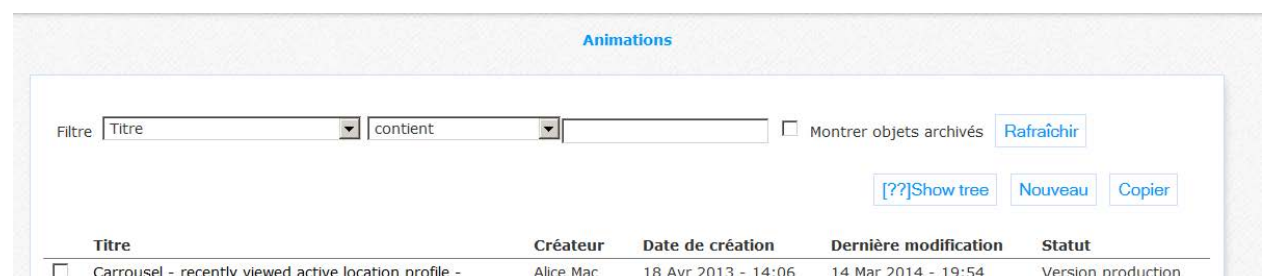 Animations
Filtre Titre contient Montrer objets archivés Rafraîchir
[??]Show tree Nouveau Copier
Titre Créateur Date de création Dernière modification Statut
Carrousel - recently viewed active location profile - Alice Mac 18 Avr 2013 - 14:06 14 Mar 2014 - 19:54 Version production